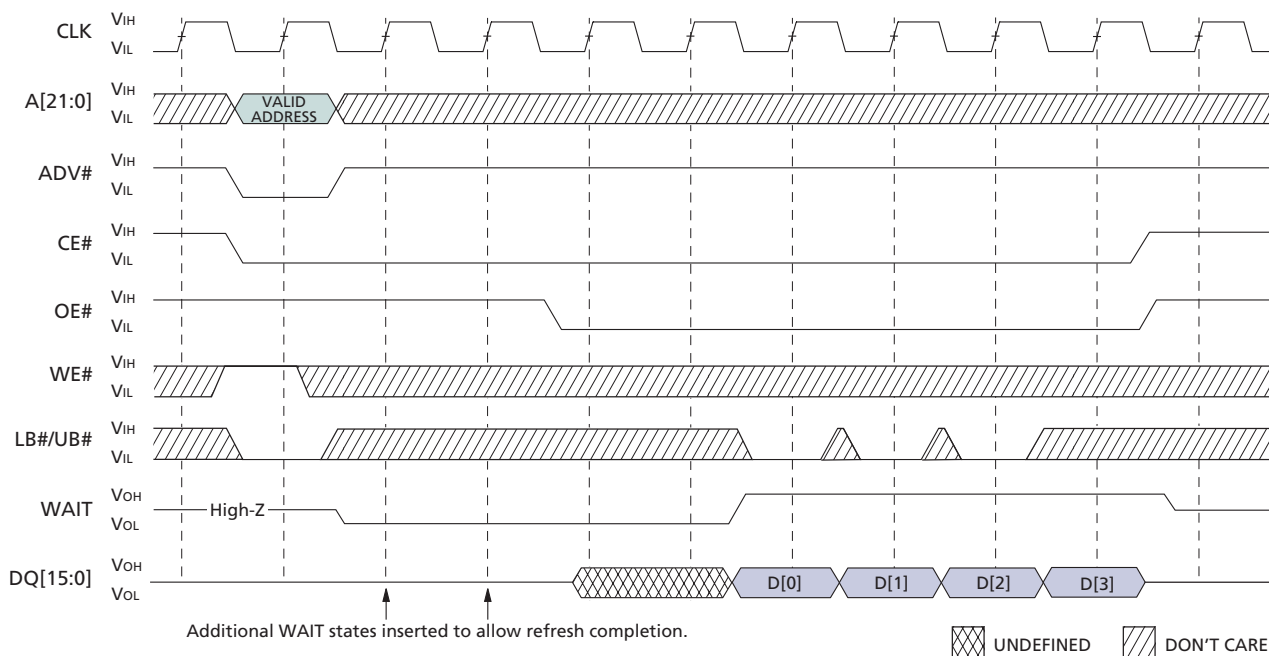 CLK VIH
VIL
A[21:0] VIH
VIL
VALID
ADDRESS
ADV# VIH
VIL
CE# VIH
VIL
OE# VIH
VIL
WE# VIH
VIL
LB#/UB# VIH
VIL
WAIT VOH
VOL
High-Z
DQ[15:0] VOH
VOL
D[0] D[1] D[2] D[3]
Additional WAIT states inserted to allow refresh completion.
UNDEFINED DON'T CARE